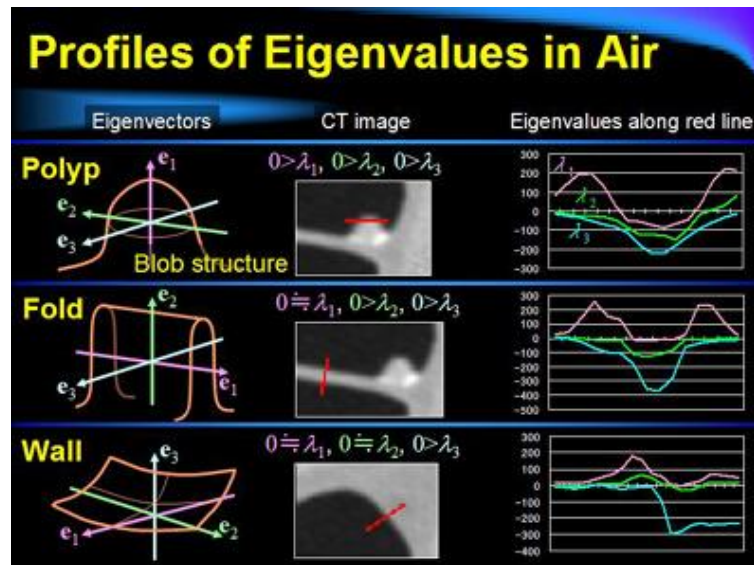 Profiles of Eigenvalues in Air
Eigenvectors CT image Eigenvalues along red line
Polyp
e1
e2
e3
Blob structure
0>λ1, 0>λ2, 0>λ3
300
200
100
0
-100
-200
-300
λ1
λ2
λ3
Fold
e2
e3
e1
0≒λ1, 0>λ2, 0>λ3
300
200
100
0
-100
-200
-300
-400
-500
Wall
e3
e1
e2
0≒λ1, 0≒λ2, 0>λ3
300
200
100
0
-100
-200
-300
-400